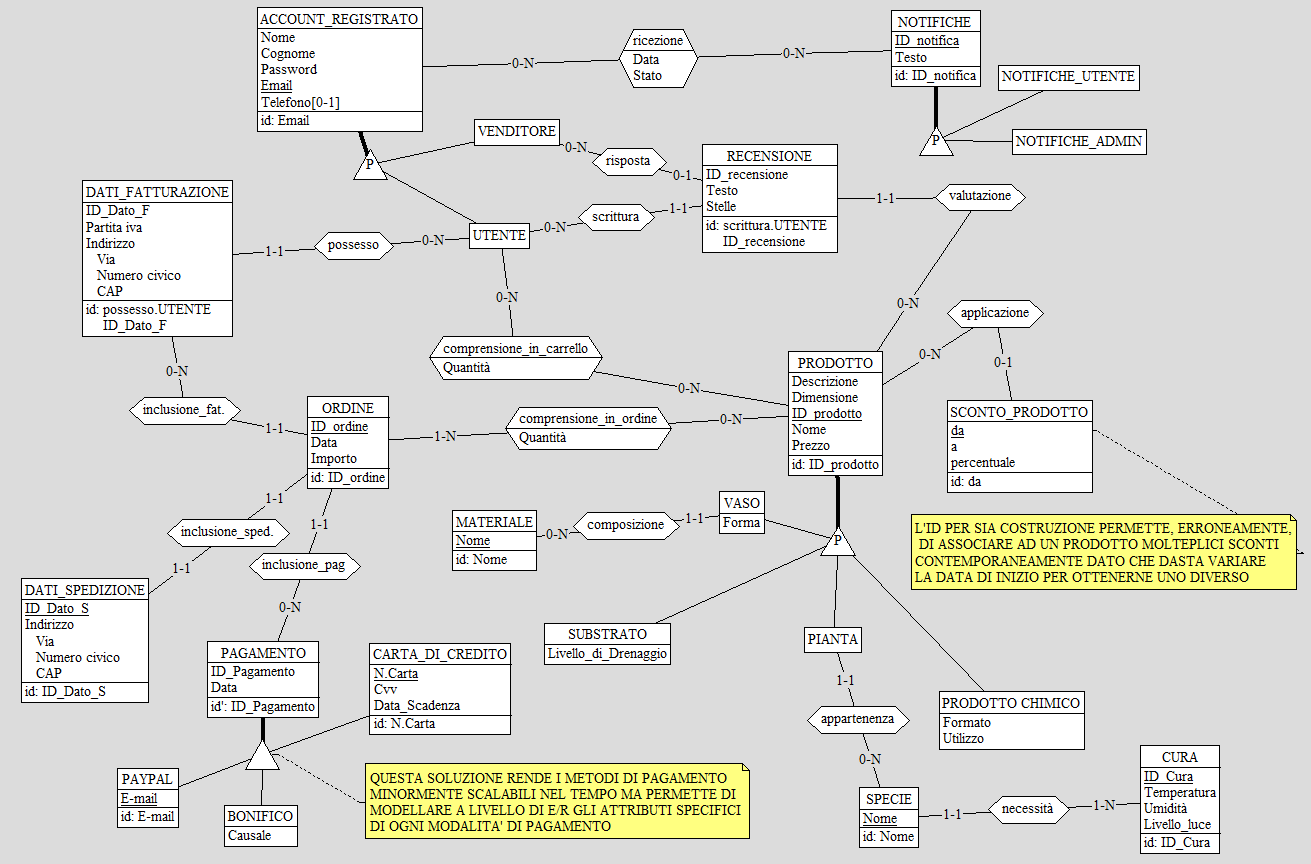 ACCOUNT_REGISTRATO
Nome
Cognome
Password
Email
Telefono[0-1]
id: Email
0-N
ricezione
Data
Stato
0-N
NOTIFICHE
ID_notifica
Testo
id: ID_notifica
P
NOTIFICHE_UTENTE
NOTIFICHE_ADMIN
P
VENDITORE
0-N
risposta
0-1
RECENSIONE
ID_recensione
Testo
Stelle
id: scrittura.UTENTE
ID_recensione
1-1
valutazione
0-N
DATI_FATTURAZIONE
ID_Dato_F
Partita iva
Indirizzo
Via
Numero civico
CAP
id: possesso.UTENTE
ID_Dato_F
1-1
possesso
0-N
UTENTE
0-N
scrittura
1-1
0-N
comprensione_in_carrello
Quantità
0-N
applicazione
0-N
0-1
PRODOTTO
Descrizione
Dimensione
ID_prodotto
Nome
Prezzo
id: ID_prodotto
SCONTO_PRODOTTO
da
a
percentuale
id: da
0-N
inclusione_fat.
1-1
ORDINE
ID_ordine
Data
Importo
id: ID_ordine
1-N
comprensione_in_ordine
Quantità
0-N
L'ID PER SIA COSTRUZIONE PERMETTE, ERRONEAMENTE,
DI ASSOCIARE AD UN PRODOTTO MOLTEPLICI SCONTI
CONTEMPORANEAMENTE DATO CHE DASTA VARIARE
LA DATA DI INIZIO PER OTTENERNE UNO DIVERSO
1-1
inclusione_sped.
1-1
1-1
inclusione_pag
0-N
MATERIALE
Nome
id: Nome
0-N
composizione
1-1
VASO
Forma
P
DATI_SPEDIZIONE
ID_Dato_S
Indirizzo
Via
Numero civico
CAP
id: ID_Dato_S
PAGAMENTO
ID_Pagamento
Data
id': ID_Pagamento
CARTA_DI_CREDITO
N.Carta
Cvv
Data_Scadenza
id: N.Carta
SUBSTRATO
Livello_di_Drenaggio
PIANTA
1-1
appartenenza
0-N
PRODOTTO CHIMICO
Formato
Utilizzo
PAYPAL
E-mail
id: E-mail
BONIFICO
Causale
QUESTA SOLUZIONE RENDE I METODI DI PAGAMENTO
MINORMENTE SCALABILI NEL TEMPO MA PERMETTE DI
MODELLARE A LIVELLO DI E/R GLI ATTRIBUTI SPECIFICI
DI OGNI MODALITA' DI PAGAMENTO
SPECIE
Nome
id: Nome
1-1
necessità
1-N
CURA
ID_Cura
Temperatura
Umidità
Livello_luce
id: ID_Cura